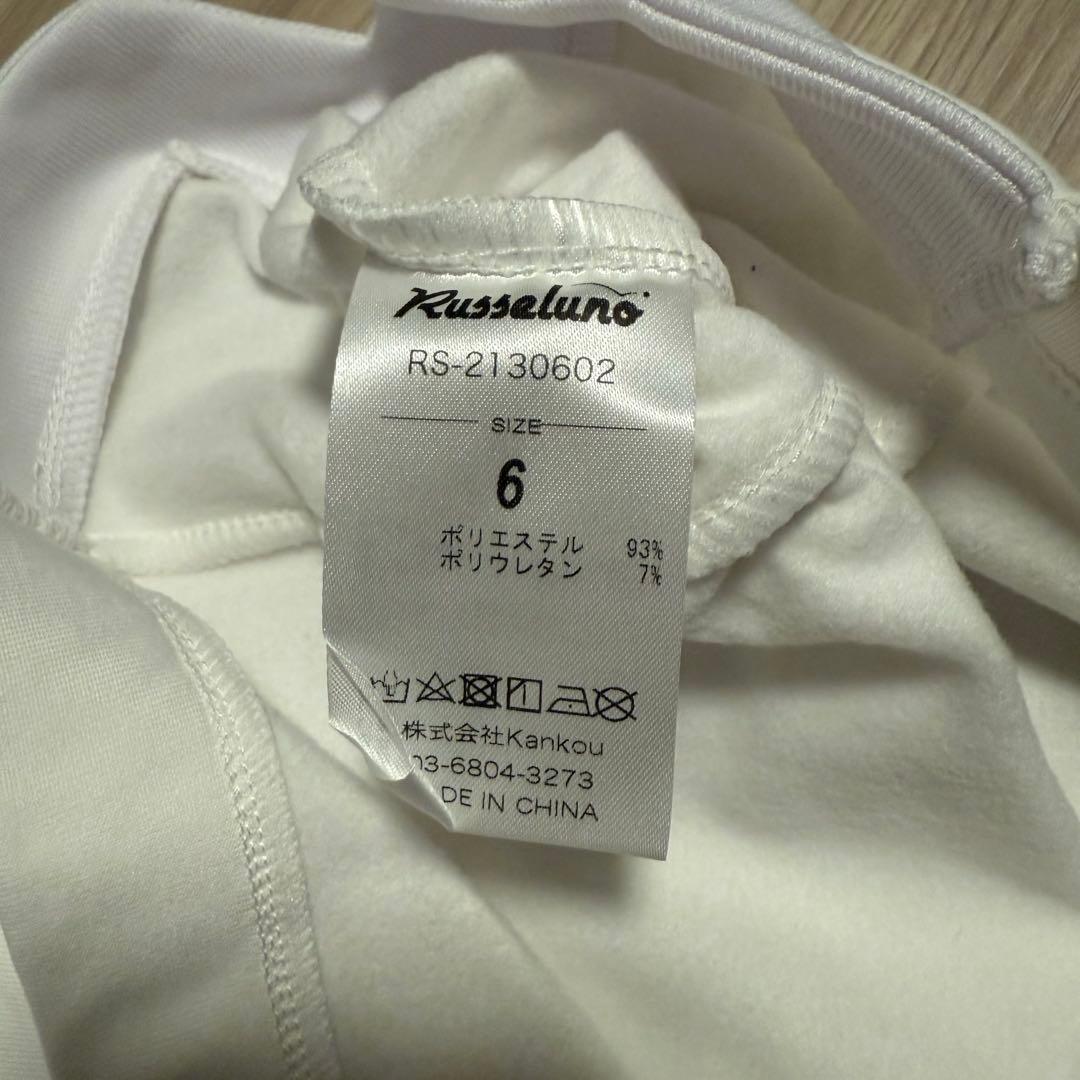 Russeluno
RS-2130602
SIZE
6
ポリエステル 93%
ポリウレタン 7%
株式会社Kankou
03-6804-3273
DE IN CHINA